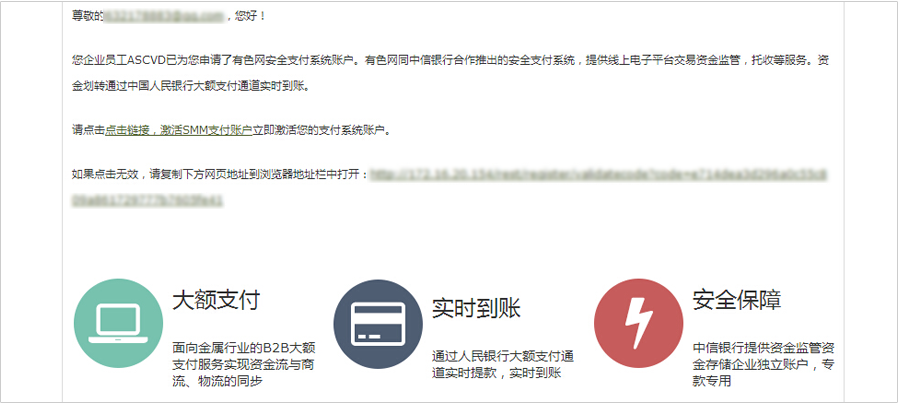 尊敬的，您好！
您企业员工ASCVD已为您申请了有色网安全支付系统账户。有色网同中信银行合作推出的安全支付系统，提供线上电子平台交易资金监管，托收等服务。资
金划转通过中国人民银行大额支付通道实时到账。
请点击点击链接，激活SMM支付账户立即激活您的支付系统账户。
如果点击无效，请复制下方网页地址到浏览器地址栏中打开：
大额支付
面向金属行业的B2B大额
支付服务实现资金流与商
流、物流的同步
实时到账
通过人民银行大额支付通
道实时提款，实时到账
安全保障
中信银行提供资金监管资
金存储企业独立账户，专
款专用